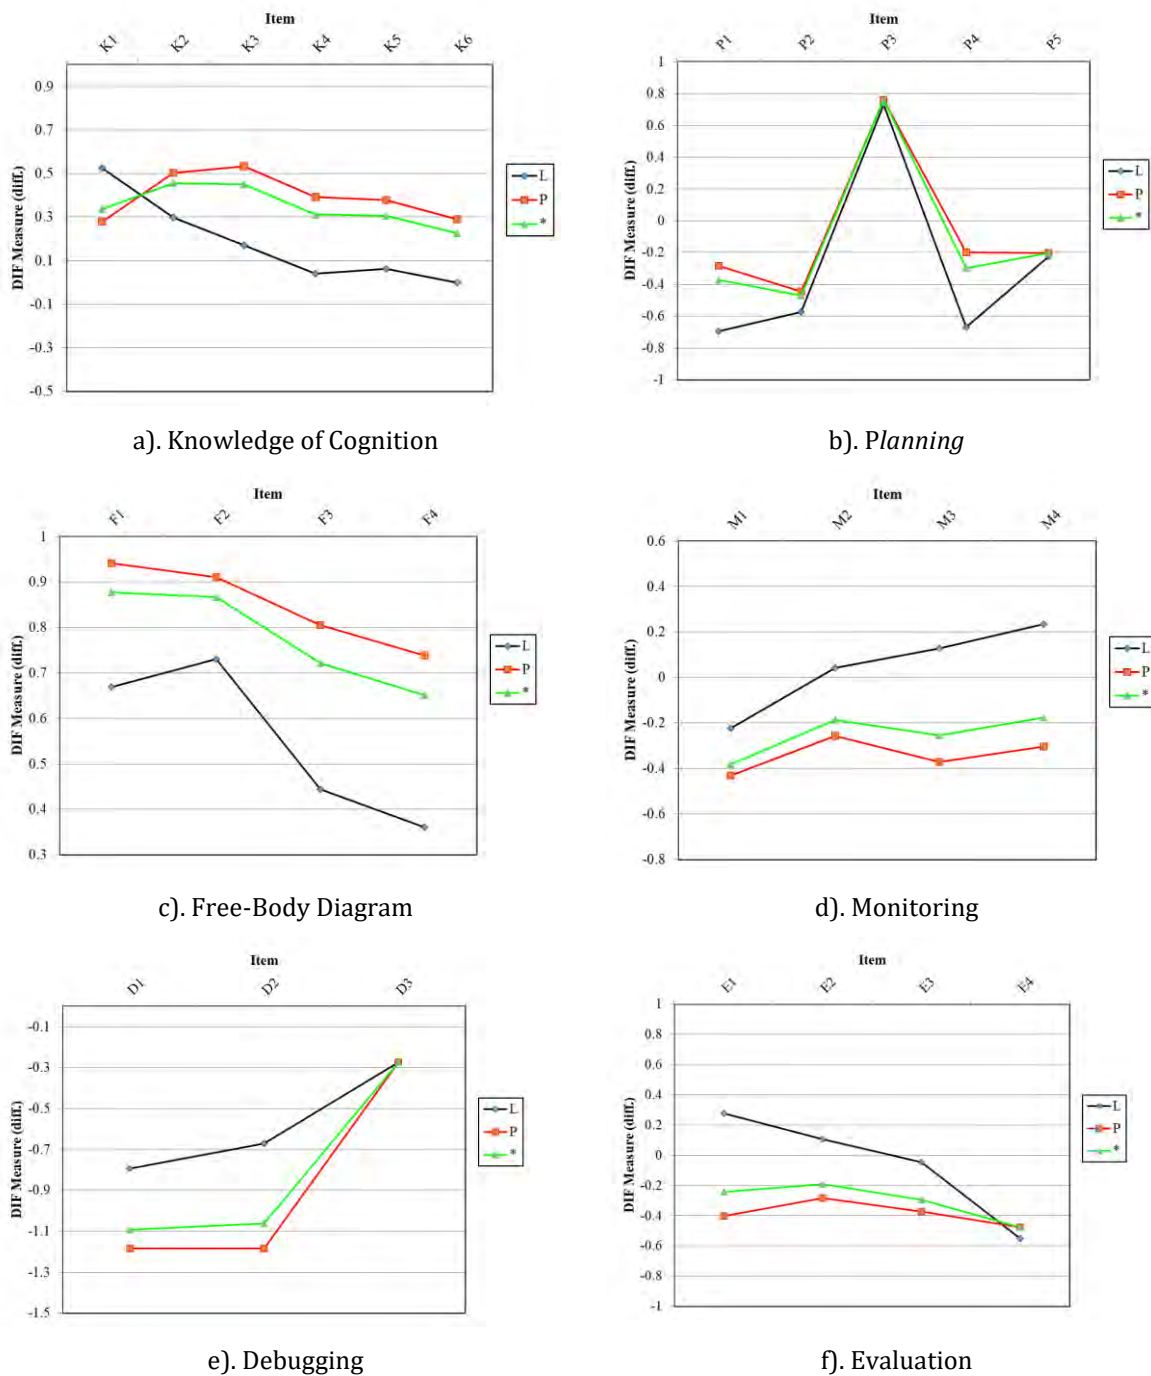 Item
K1 K2 K3 K4 K5 K6
DIF Measure (diff.)
0.9
0.7
0.5
0.3
0.1
-0.1
-0.3
-0.5
L
P
*
a). Knowledge of Cognition
Item
P1 P2 P3 P4 P5
DIF Measure (diff.)
1
0.8
0.6
0.4
0.2
0
-0.2
-0.4
-0.6
-0.8
-1
L
P
*
b). Planning
Item
F1 F2 F3 F4
DIF Measure (diff.)
1
0.9
0.8
0.7
0.6
0.5
0.4
0.3
L
P
*
c). Free-Body Diagram
Item
M1 M2 M3 M4
DIF Measure (diff.)
0.6
0.4
0.2
0
-0.2
-0.4
-0.6
-0.8
L
P
*
d). Monitoring
Item
D1 D2 D3
DIF Measure (diff.)
-0.1
-0.3
-0.5
-0.7
-0.9
-1.1
-1.3
-1.5
L
P
*
e). Debugging
Item
E1 E2 E3 E4
DIF Measure (diff.)
1
0.8
0.6
0.4
0.2
0
-0.2
-0.4
-0.6
-0.8
-1
L
P
*
f). Evaluation